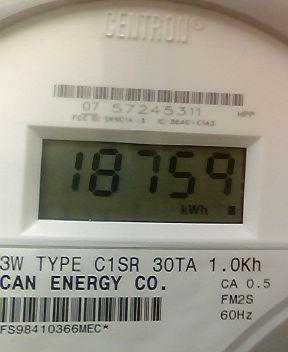 CENTRON®
07 57245311 HPP
18759
kWh
3W TYPE C1SR 30TA 1.0Kh
CAN ENERGY CO. CA 0.5
FM2S
FS98410366MEC* 60Hz